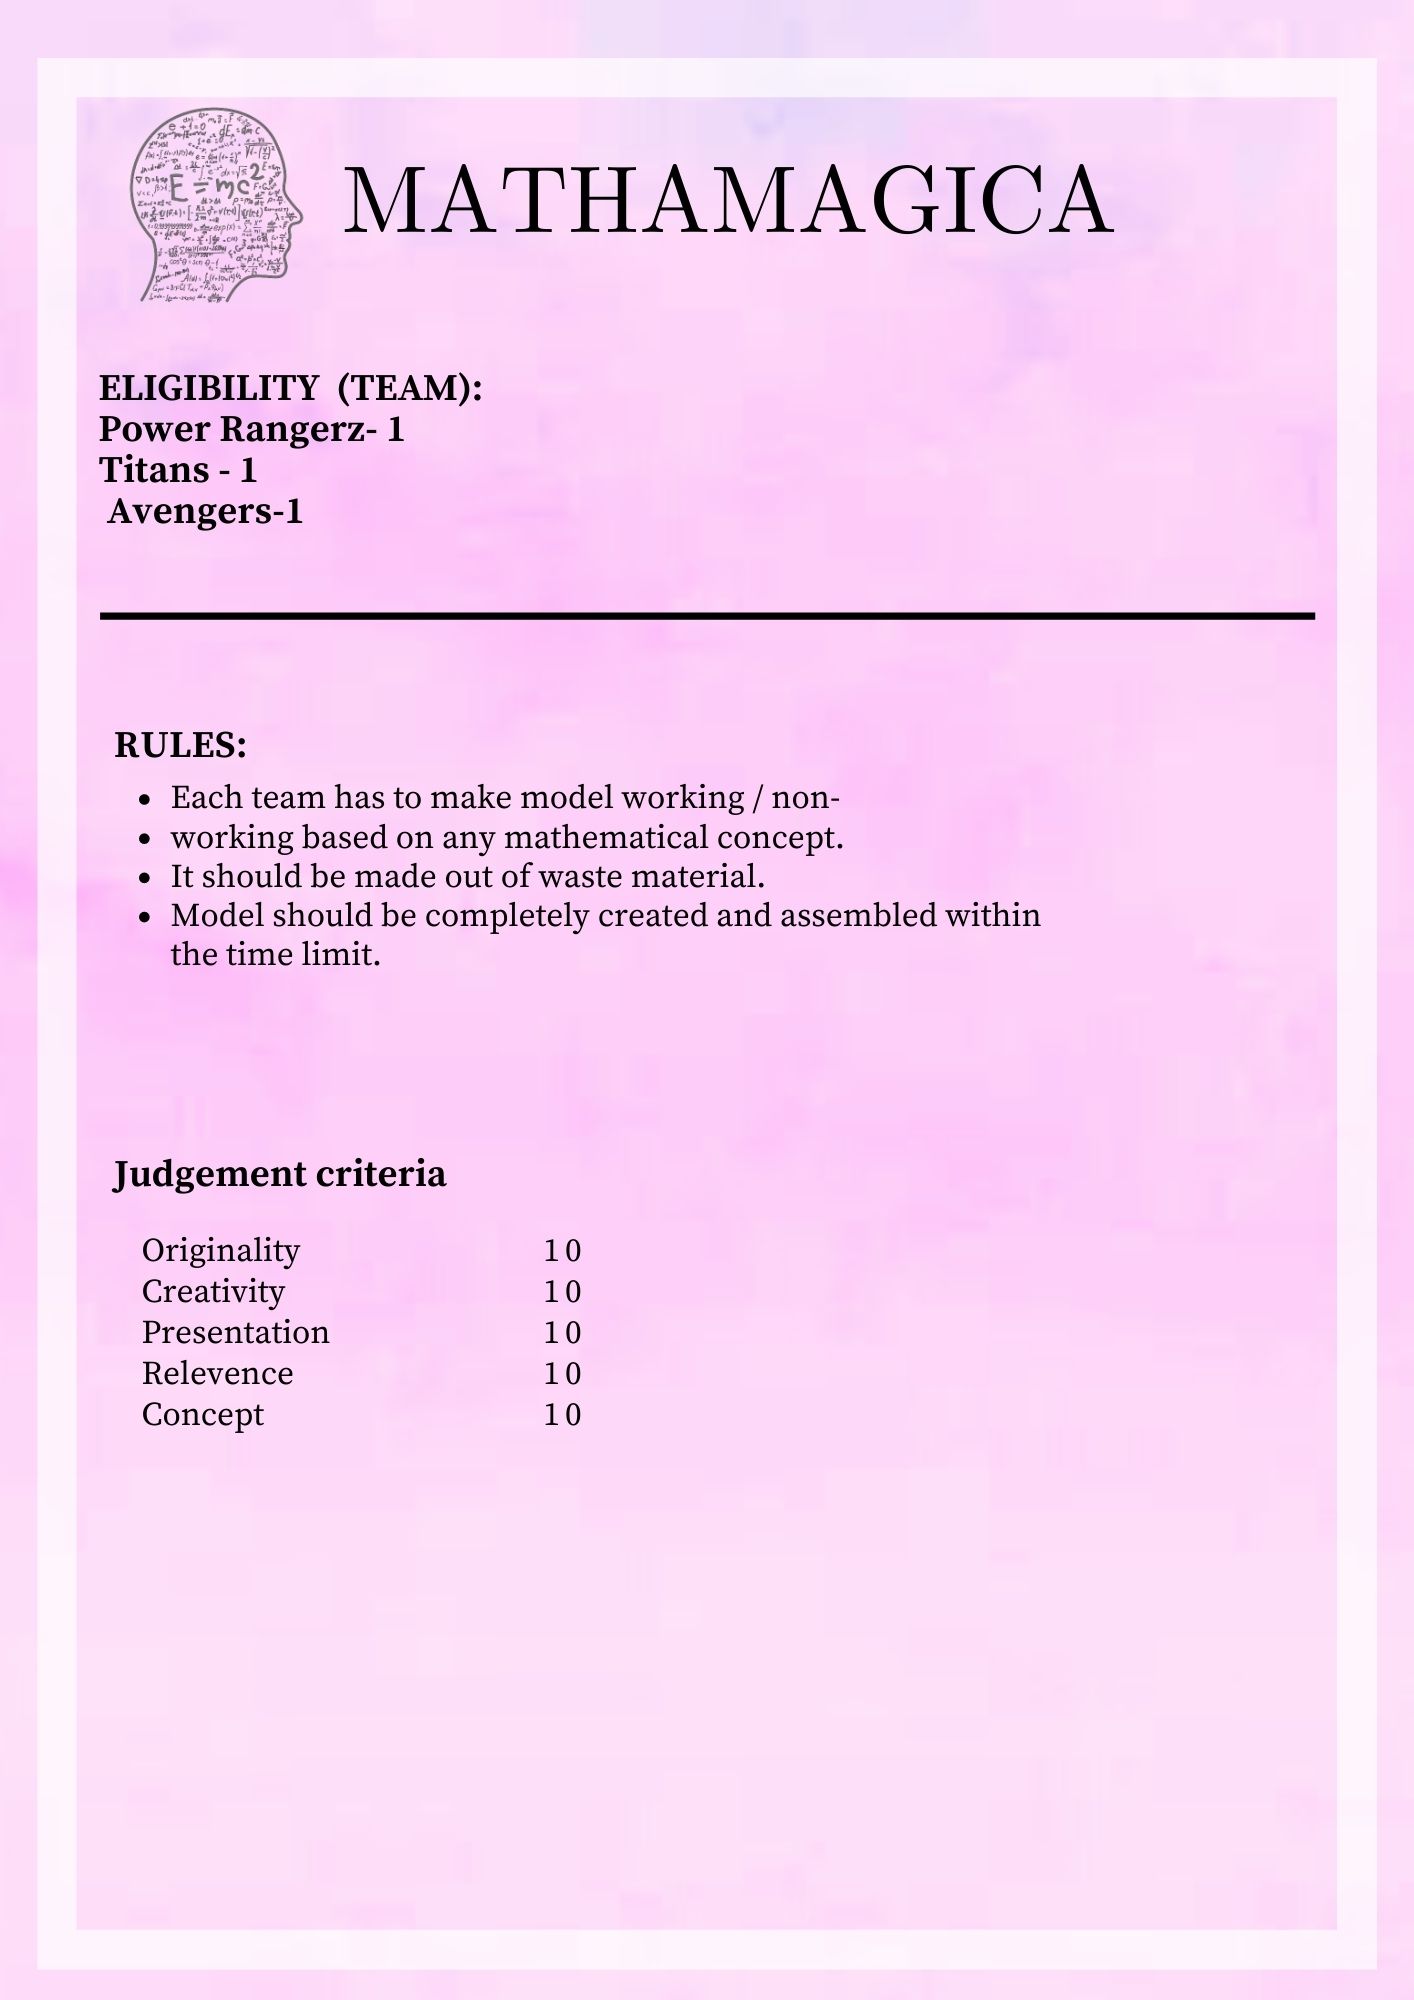 E = mc²
MATHAMAGICA
ELIGIBILITY (TEAM):
Power Rangerz- 1
Titans - 1
Avengers-1
RULES:
• Each team has to make model working / non-
• working based on any mathematical concept.
• It should be made out of waste material.
• Model should be completely created and assembled within
the time limit.
Judgement criteria
Originality 10
Creativity 10
Presentation 10
Relevence 10
Concept 10